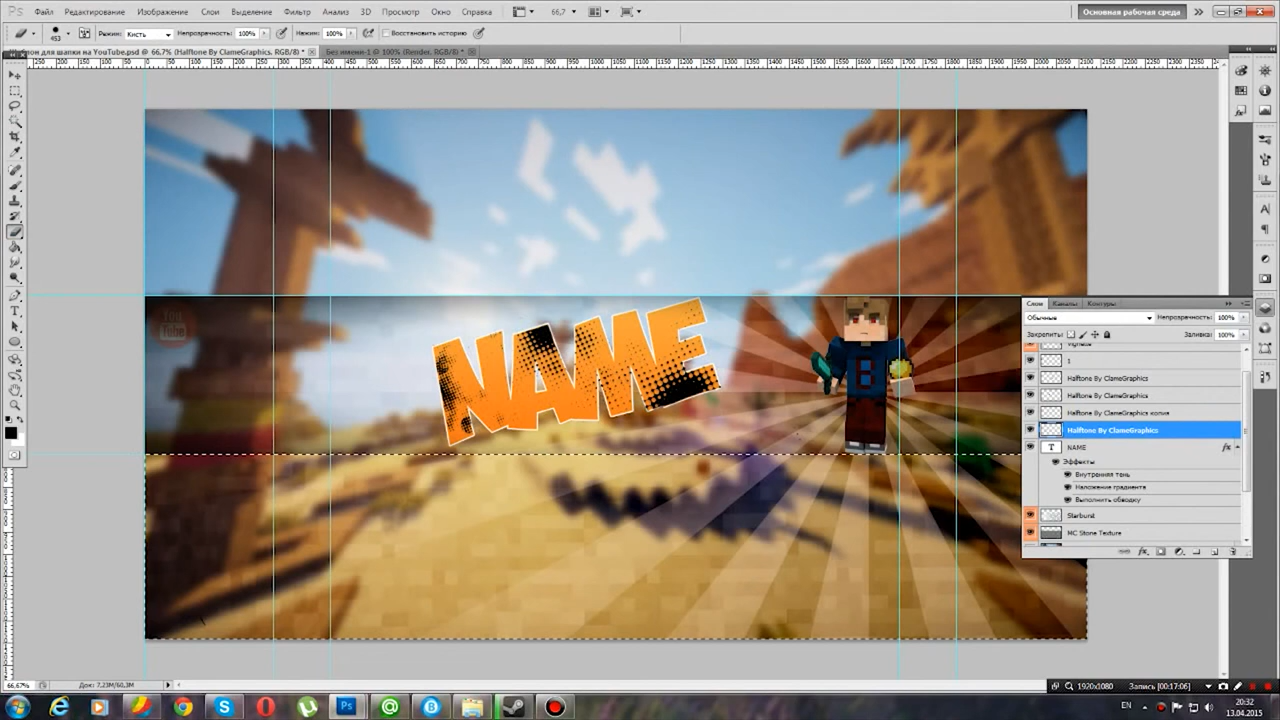 Ps Файл Редактирование Изображение Слои Выделение Фильтр Анализ 3D Просмотр Окно Справка 66,7 Основная рабочая среда
453 Режим: Кисть Непрозрачность: 100% Нажим: 100% Восстановить историю
на YouTube.psd @ 66,7% (Halftone By ClameGraphics, RGB/8) * Без имени-1 @ 100% (Render, RGB/8) *
You
Tube
NAME
Слои Каналы Контуры
Обычные Непрозрачность: 100%
Закрепить: Заливка: 100%
1
Halftone By ClameGraphics
Halftone By ClameGraphics
Halftone By ClameGraphics копия
Halftone By ClameGraphics
T NAME fx
Эффекты
Внутренняя тень
Наложение градиента
Выполнить обводку
Starburst
MC Stone Texture
66,67% Док: 7,23M/60,3M
1920x1080 Запись [00:17:06]
EN 20:32
13.04.2015